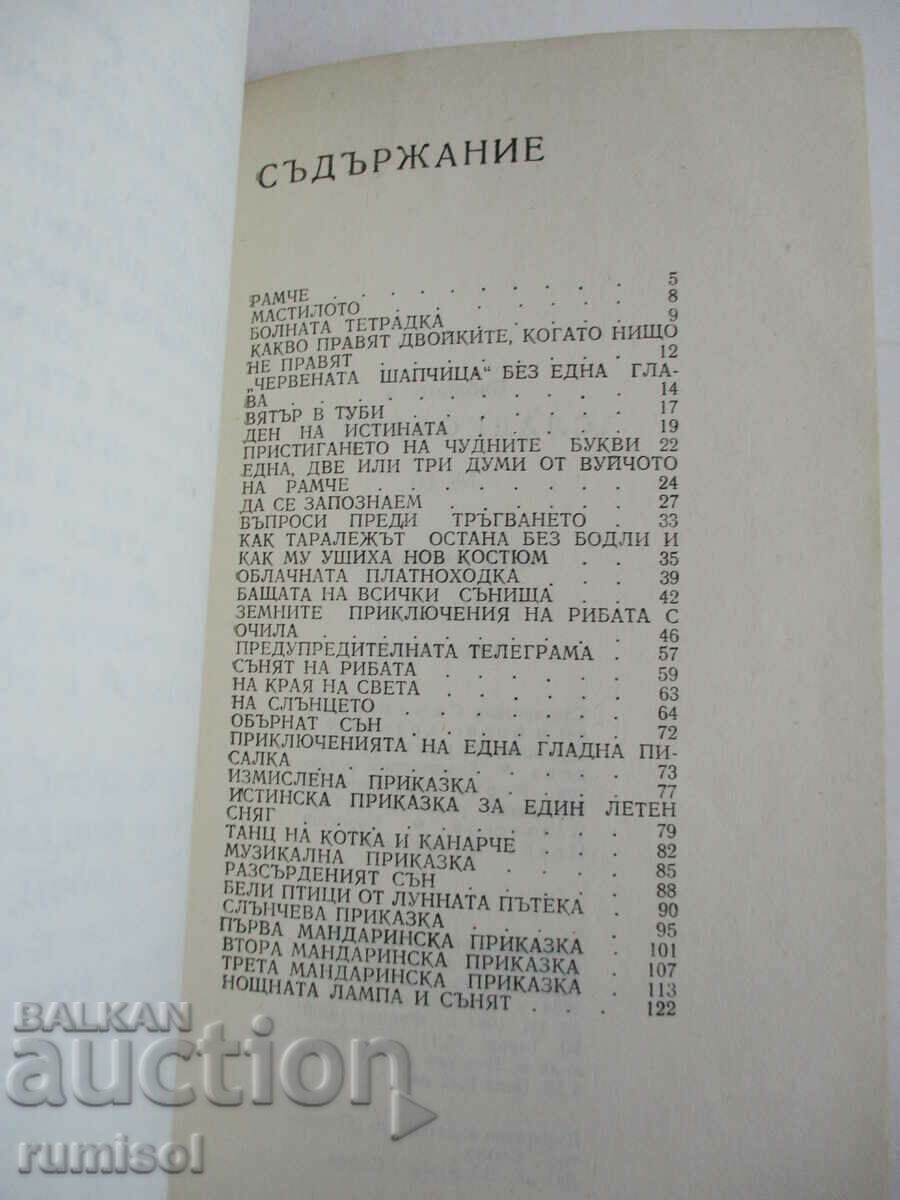 СЪДЪРЖАНИЕ
РАМЧЕ . . . . . . . . . 5
МАСТИЛОТО . . . . . . . 8
БОЛНАТА ТЕТРАДКА . . . . 9
КАКВО ПРАВЯТ ДВОЙКИТЕ, КОГАТО НИЩО
НЕ ПРАВЯТ . . . . . . . 12
„ЧЕРВЕНАТА ШАПЧИЦА“ БЕЗ ЕДНА ГЛА-
ВА . . . . . . . . . 14
ВЯТЪР В ТУБИ . . . . . . 17
ДЕН НА ИСТИНАТА . . . . . 19
ПРИСТИГАНЕТО НА ЧУДНИТЕ БУКВИ 22
ЕДНА, ДВЕ ИЛИ ТРИ ДУМИ ОТ ВУЙЧОТО
НА РАМЧЕ . . . . . . . 24
ДА СЕ ЗАПОЗНАЕМ . . . . . 27
ВЪПРОСИ ПРЕДИ ТРЪГВАНЕТО . 33
КАК ТАРАЛЕЖЪТ ОСТАНА БЕЗ БОДЛИ И
КАК МУ УШИХА НОВ КОСТЮМ . . 35
ОБЛАЧНАТА ПЛАТНОХОДКА . . . 39
БАЩАТА НА ВСИЧКИ СЪНИЩА . . 42
ЗЕМНИТЕ ПРИКЛЮЧЕНИЯ НА РИБАТА С
ОЧИЛА . . . . . . . . 46
ПРЕДУПРЕДИТЕЛНАТА ТЕЛЕГРАМА . 57
СЪНЯТ НА РИБАТА . . . . . 59
НА КРАЯ НА СВЕТА . . . . . 63
НА СЛЪНЦЕТО . . . . . . 64
ОБЪРНАТ СЪН . . . . . . 72
ПРИКЛЮЧЕНИЯТА НА ЕДНА ГЛАДНА ПИ-
САЛКА . . . . . . . . 73
ИЗМИСЛЕНА ПРИКАЗКА . . . . 77
ИСТИНСКА ПРИКАЗКА ЗА ЕДИН ЛЕТЕН
СНЯГ . . . . . . . . 79
ТАНЦ НА КОТКА И КАНАРЧЕ . . . 82
МУЗИКАЛНА ПРИКАЗКА . . . . 85
РАЗСЪРДЕНИЯТ СЪН . . . . . 88
БЕЛИ ПТИЦИ ОТ ЛУННАТА ПЪТЕКА . 90
СЛЪНЧЕВА ПРИКАЗКА . . . . . 95
ПЪРВА МАНДАРИНСКА ПРИКАЗКА . 101
ВТОРА МАНДАРИНСКА ПРИКАЗКА . 107
ТРЕТА МАНДАРИНСКА ПРИКАЗКА . 113
НОЩНАТА ЛАМПА И СЪНЯТ . . . 122
BALKAN
auction
rumisol